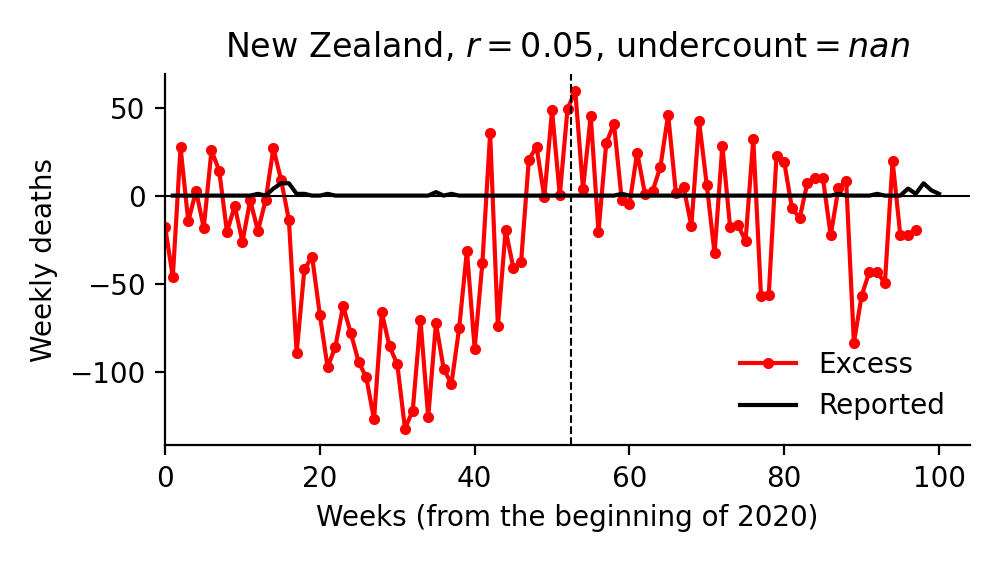 New Zealand, r = 0.05, undercount = nan
Weekly deaths
50
0
−50
−100
Excess
Reported
0 20 40 60 80 100
Weeks (from the beginning of 2020)